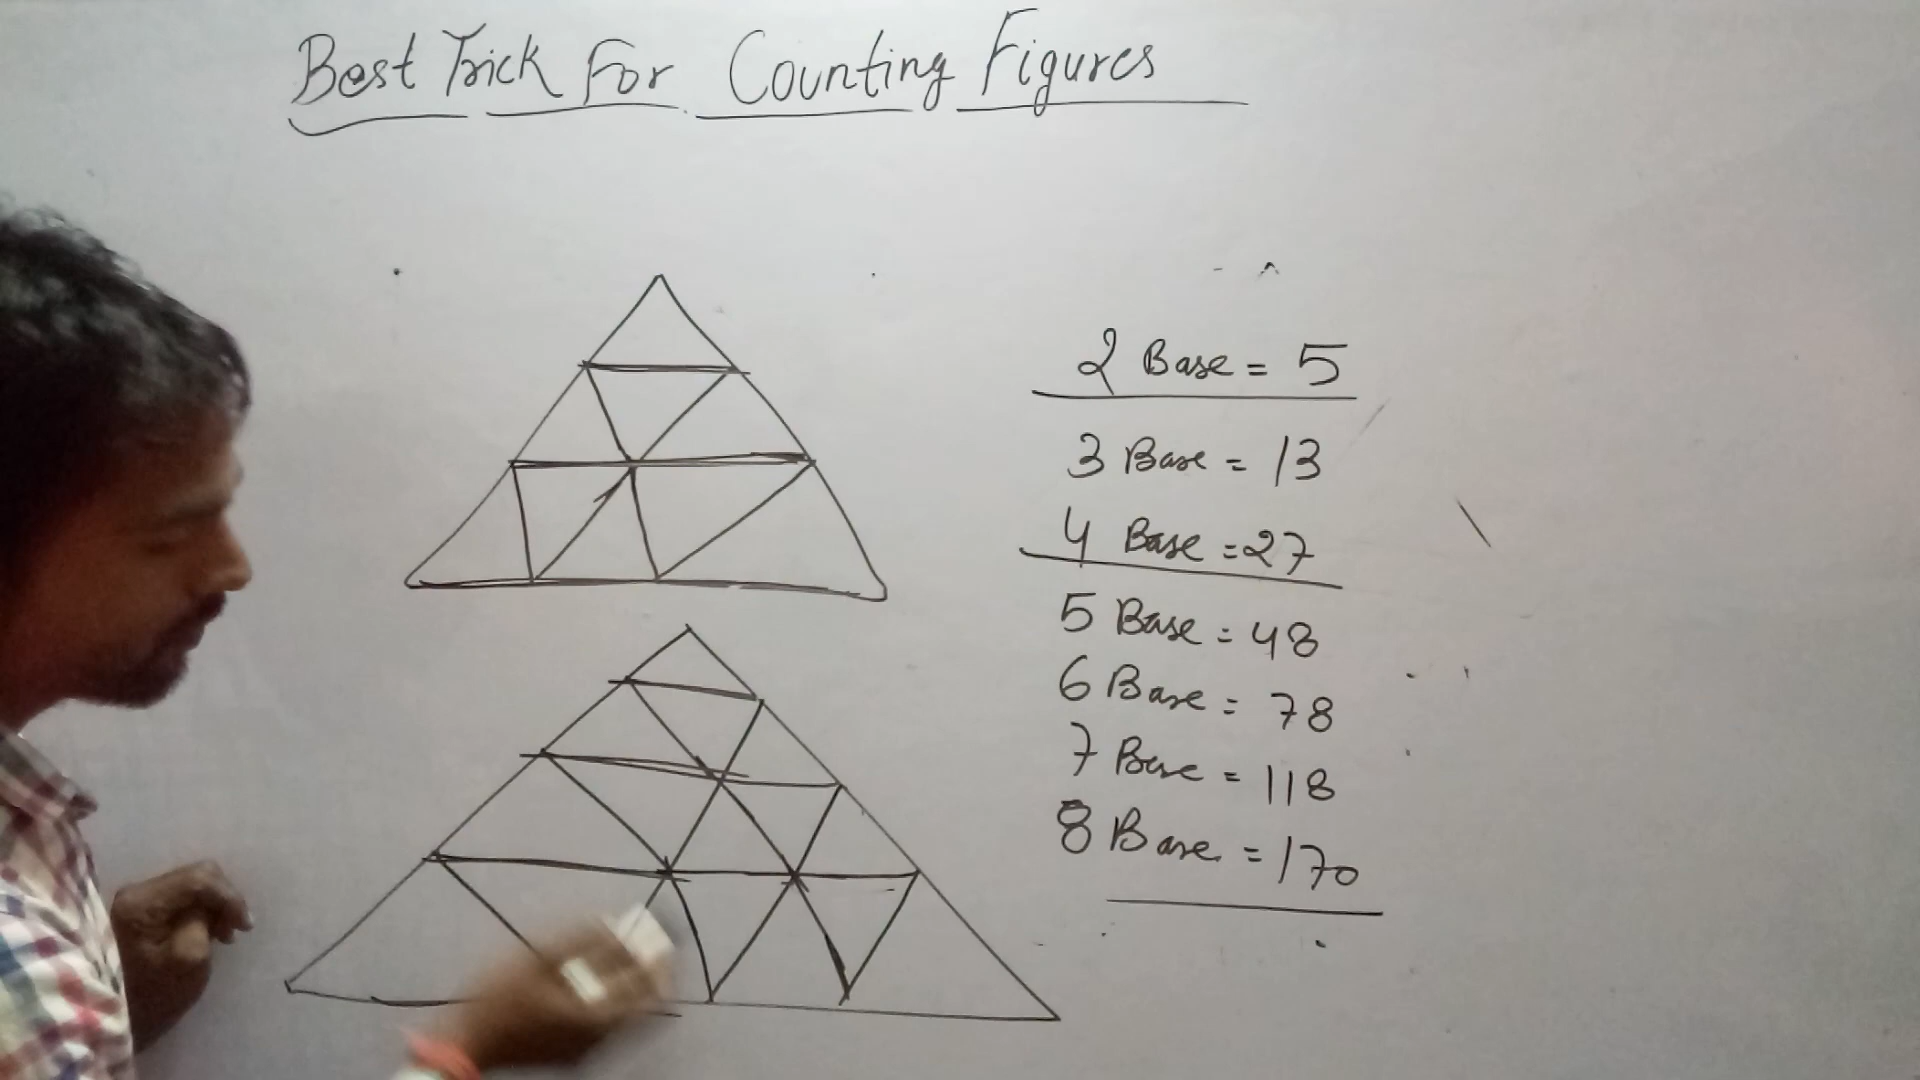 Best Trick For Counting Figures
2 Base = 5
3 Base = 13
4 Base = 27
5 Base = 48
6 Base = 78
7 Base = 118
8 Base = 170